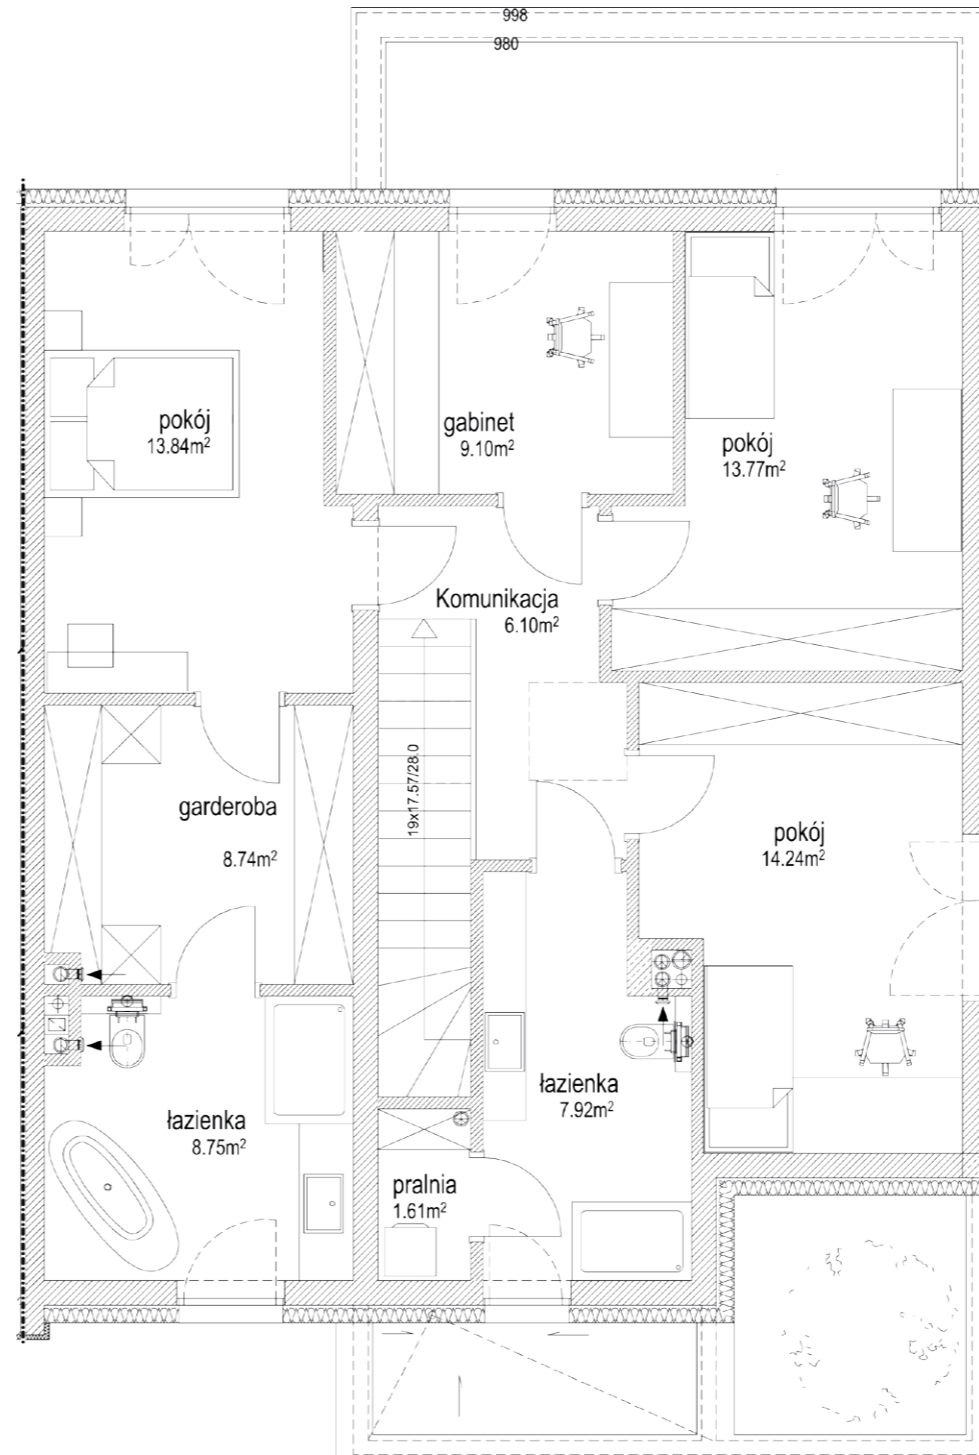 998
980
pokój
13.84m²
gabinet
9.10m²
pokój
13.77m²
Komunikacja
6.10m²
19x17.57/28.0
garderoba
8.74m²
pokój
14.24m²
łazienka
8.75m²
łazienka
7.92m²
pralnia
1.61m²